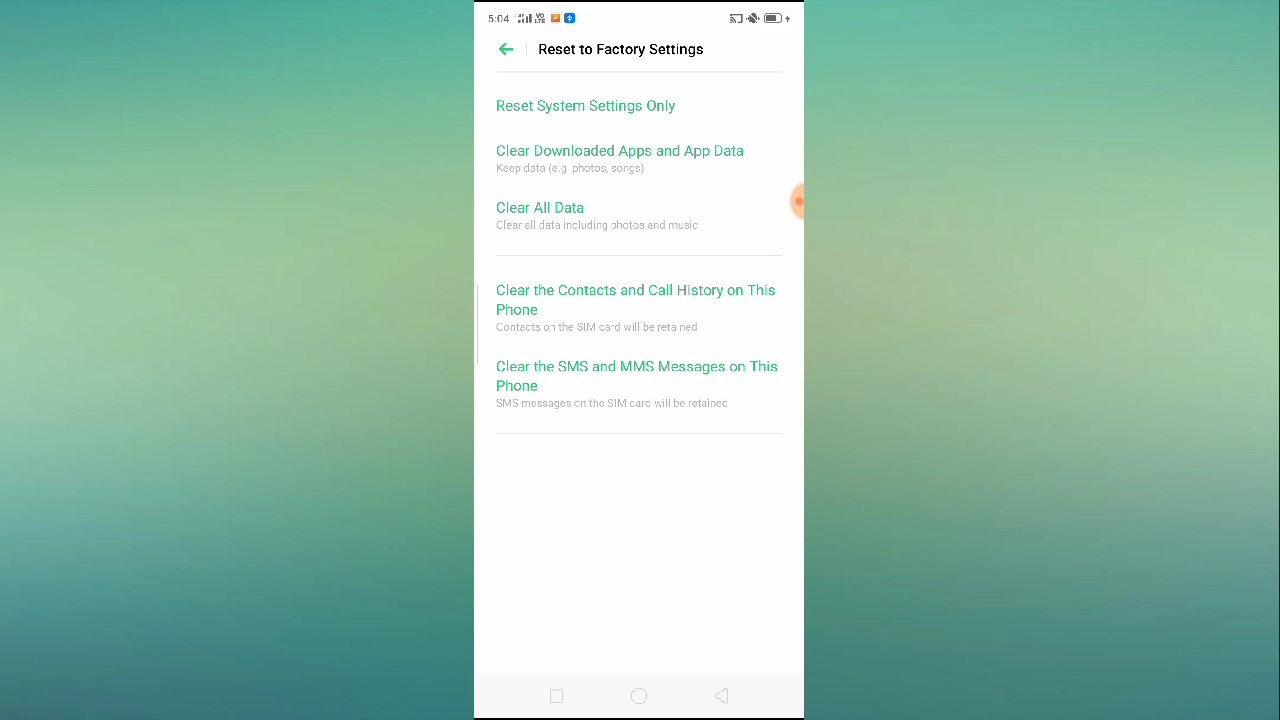 5:04
Reset to Factory Settings
Reset System Settings Only
Clear Downloaded Apps and App Data
Keep data (e.g. photos, songs)
Clear All Data
Clear all data including photos and music
Clear the Contacts and Call History on This
Phone
Contacts on the SIM card will be retained
Clear the SMS and MMS Messages on This
Phone
SMS messages on the SIM card will be retained